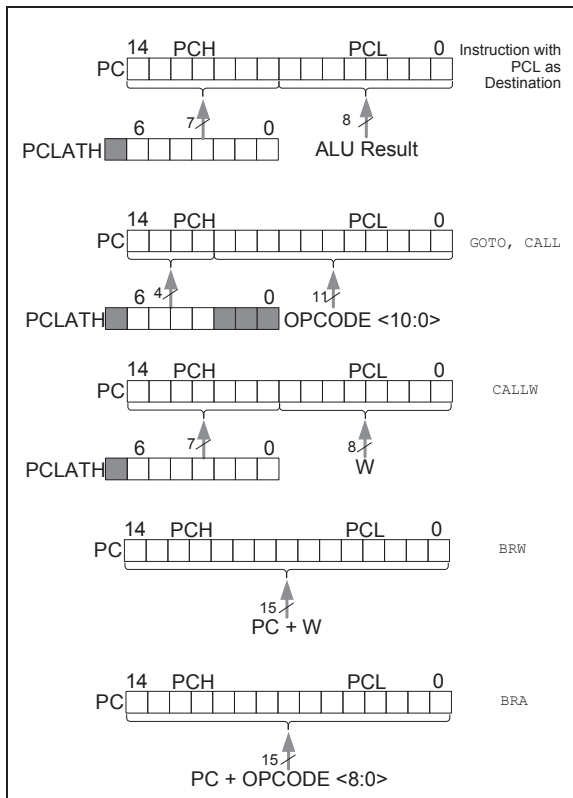 14 PCH PCL 0
PC
Instruction with
PCL as
Destination
7 8
6 0
PCLATH
ALU Result
14 PCH PCL 0
PC
GOTO, CALL
4 11
6 0
PCLATH
OPCODE <10:0>
14 PCH PCL 0
PC
CALLW
7 8
6 0
PCLATH
W
14 PCH PCL 0
PC
BRW
15
PC + W
14 PCH PCL 0
PC
BRA
15
PC + OPCODE <8:0>